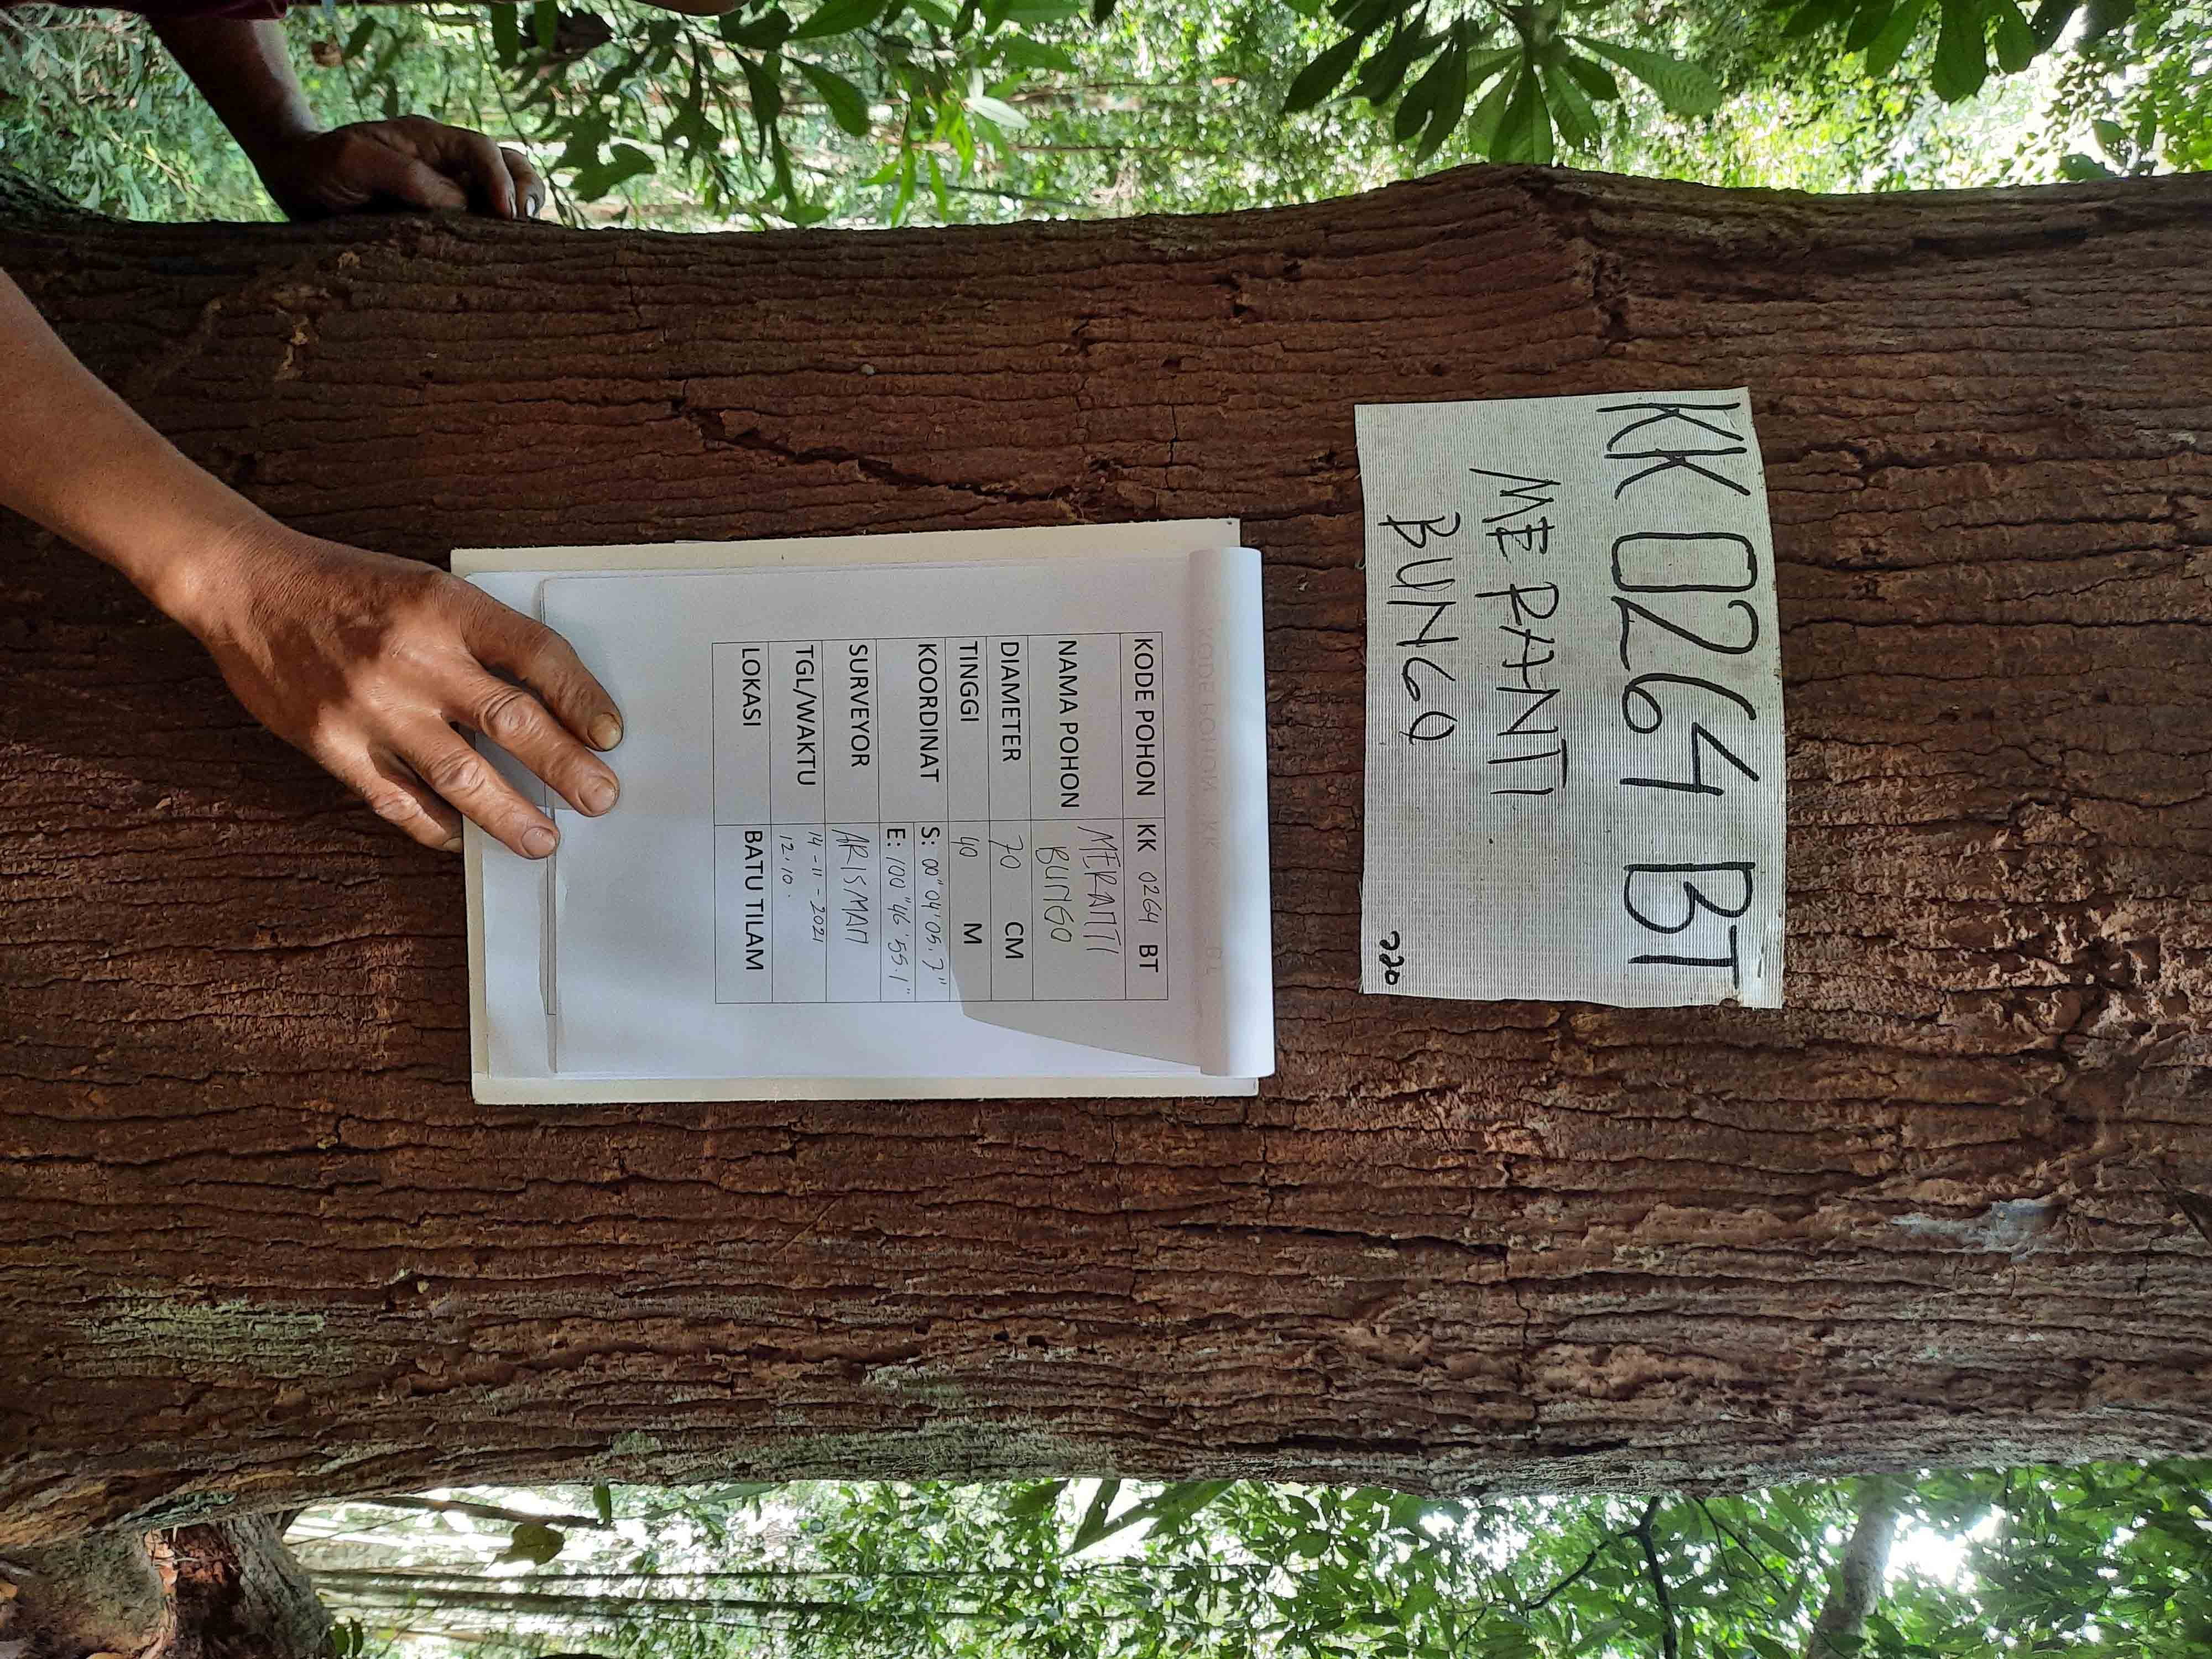 KK 0264 BT
MERANTI
BUNGO
220
KODE POHON KK 0264 BT
NAMA POHON MERANTI BUNGO
DIAMETER 70 CM
TINGGI 40 M
KOORDINAT S: 00°04'05.7"
E: 100°46'55.1"
SURVEYOR ARISMAN
TGL/WAKTU 14-11-2021
12.10.
LOKASI BATU TILAM